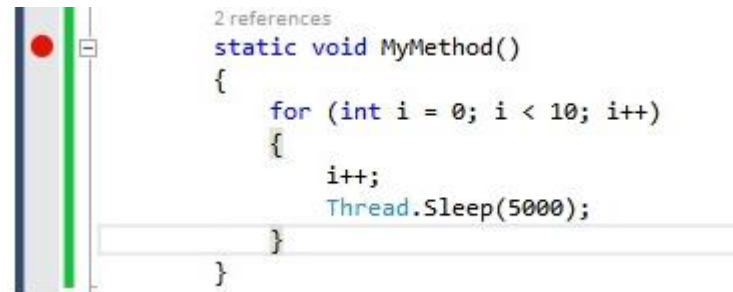 2 references
static void MyMethod()
{
for (int i = 0; i < 10; i++)
{
i++;
Thread.Sleep(5000);
}
}